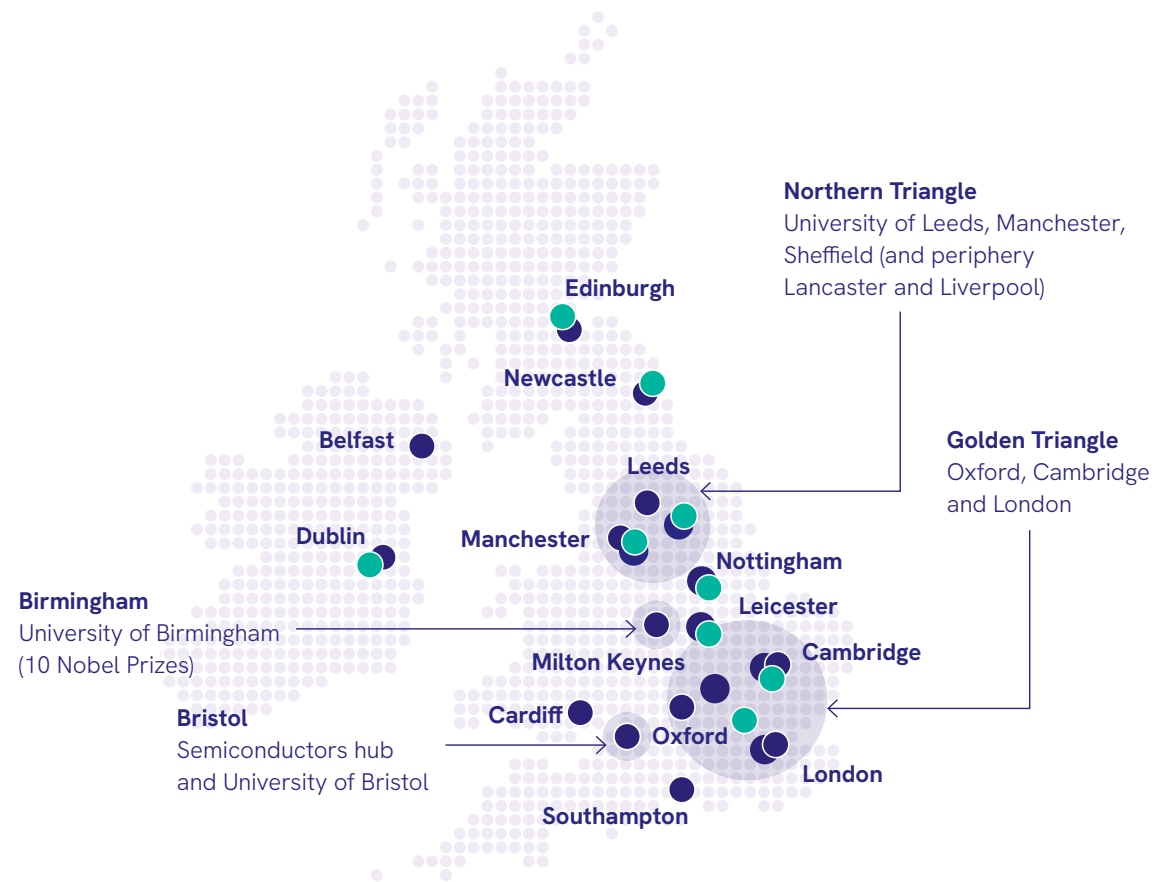 Northern Triangle
University of Leeds, Manchester,
Sheffield (and periphery
Lancaster and Liverpool)
Edinburgh
Newcastle
Belfast
Golden Triangle
Oxford, Cambridge
and London
Leeds
Dublin
Manchester
Nottingham
Birmingham
University of Birmingham
(10 Nobel Prizes)
Leicester
Milton Keynes
Cambridge
Bristol
Semiconductors hub
and University of Bristol
Cardiff
Oxford
London
Southampton